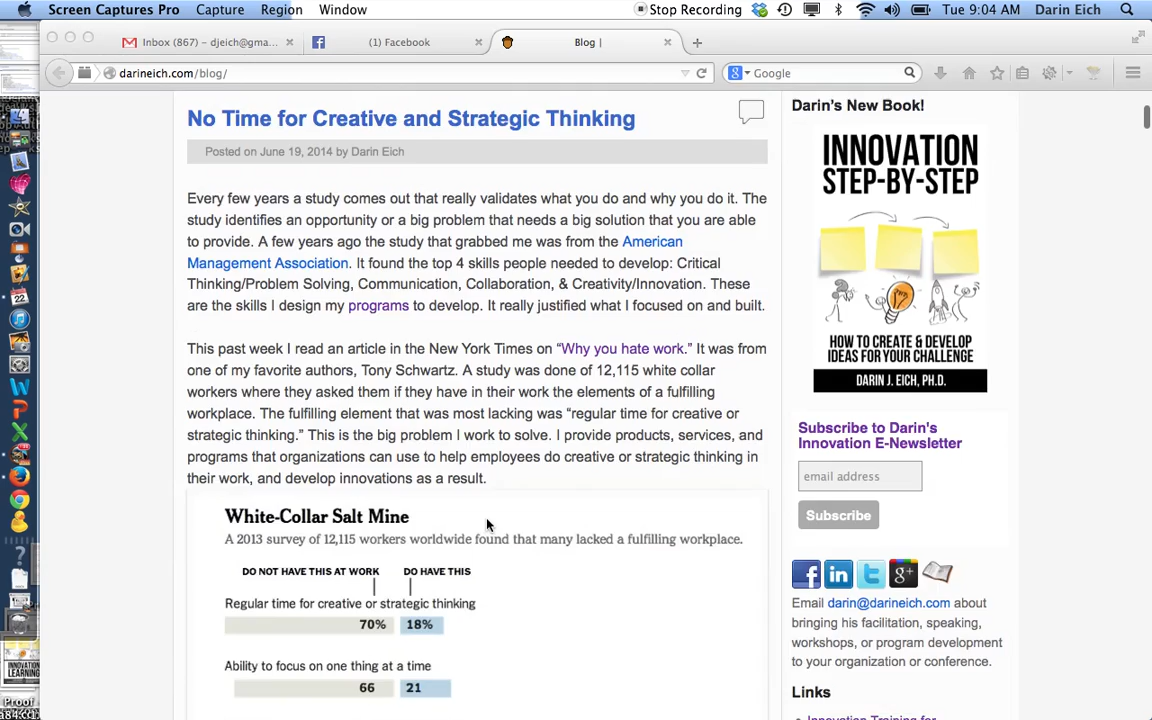 Screen Captures Pro Capture Region Window Stop Recording Tue 9:04 AM Darin Eich
Inbox (867) – djeich@gma...
(1) Facebook
Blog |
darineich.com/blog/
Google
No Time for Creative and Strategic Thinking
Posted on June 19, 2014 by Darin Eich
Every few years a study comes out that really validates what you do and why you do it. The
study identifies an opportunity or a big problem that needs a big solution that you are able
to provide. A few years ago the study that grabbed me was from the American
Management Association. It found the top 4 skills people needed to develop: Critical
Thinking/Problem Solving, Communication, Collaboration, & Creativity/Innovation. These
are the skills I design my programs to develop. It really justified what I focused on and built.
This past week I read an article in the New York Times on “Why you hate work.” It was from
one of my favorite authors, Tony Schwartz. A study was done of 12,115 white collar
workers where they asked them if they have in their work the elements of a fulfilling
workplace. The fulfilling element that was most lacking was “regular time for creative or
strategic thinking.” This is the big problem I work to solve. I provide products, services, and
programs that organizations can use to help employees do creative or strategic thinking in
their work, and develop innovations as a result.
White-Collar Salt Mine
A 2013 survey of 12,115 workers worldwide found that many lacked a fulfilling workplace.
DO NOT HAVE THIS AT WORK DO HAVE THIS
Regular time for creative or strategic thinking
70% 18%
Ability to focus on one thing at a time
66 21
Darin's New Book!
INNOVATION
STEP-BY-STEP
HOW TO CREATE & DEVELOP
IDEAS FOR YOUR CHALLENGE
DARIN J. EICH, PH.D.
Subscribe to Darin's
Innovation E-Newsletter
email address
Subscribe
Email darin@darineich.com about
bringing his facilitation, speaking,
workshops, or program development
to your organization or conference.
Links
Innovation Training for
INNOVATION
LEARNING
Proof